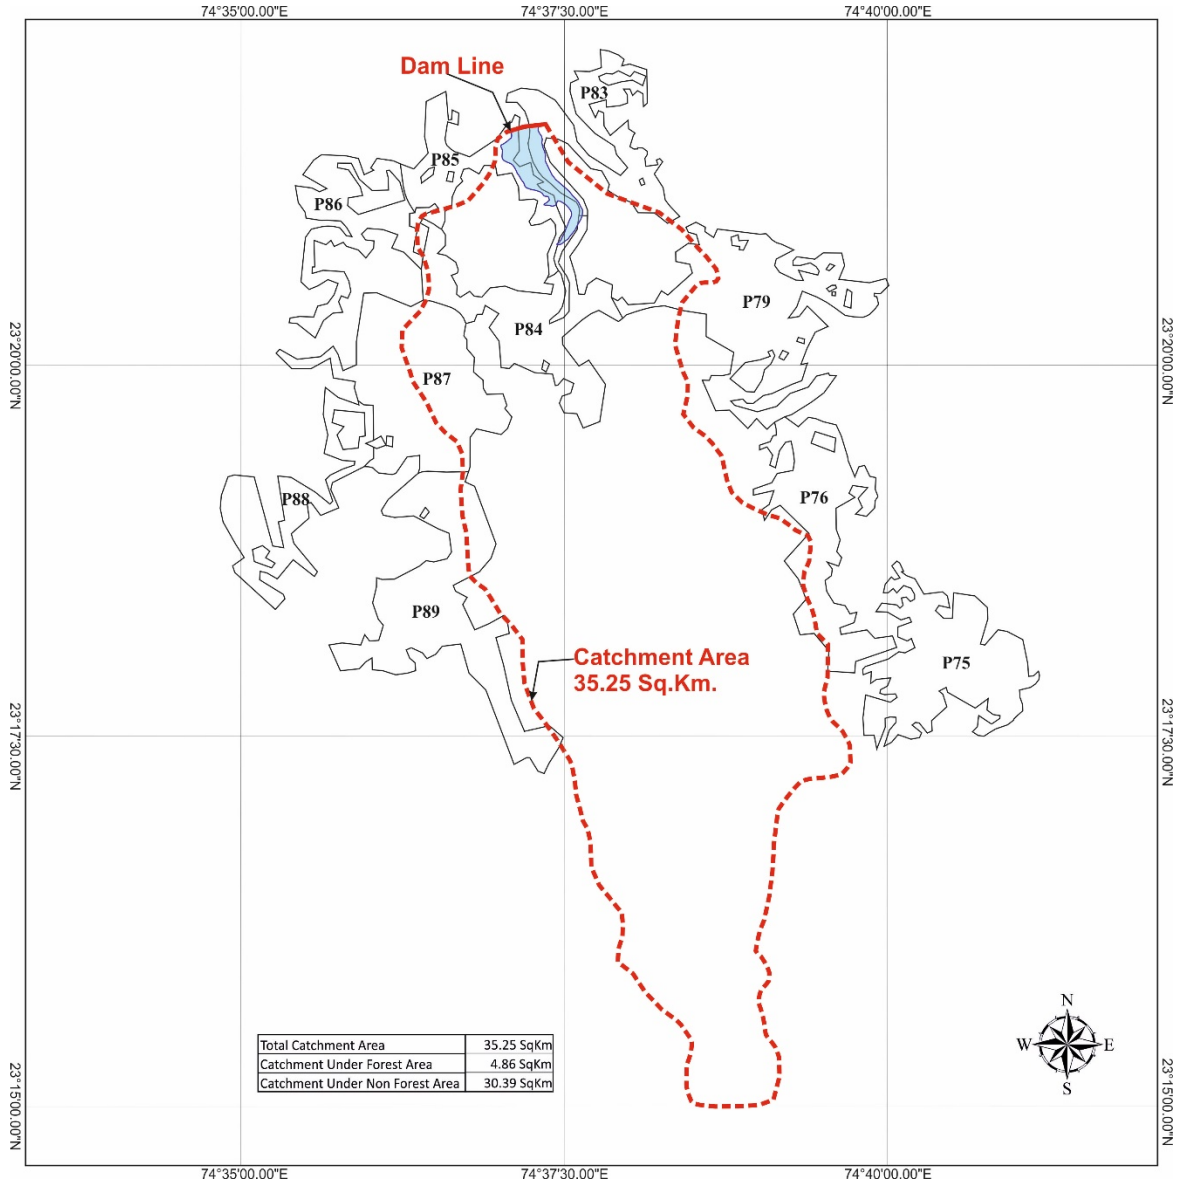 74°35'00.00"E 74°37'30.00"E 74°40'00.00"E
Dam Line
P83
P85
P86
P79
P84
23°20'00.00"N 23°20'00.00"N
P87
P88
P76
P89
Catchment Area
35.25 Sq.Km.
P75
23°17'30.00"N 23°17'30.00"N
N
W E
S
Total Catchment Area 35.25 SqKm
Catchment Under Forest Area 4.86 SqKm
Catchment Under Non Forest Area 30.39 SqKm
23°15'00.00"N 23°15'00.00"N
74°35'00.00"E 74°37'30.00"E 74°40'00.00"E